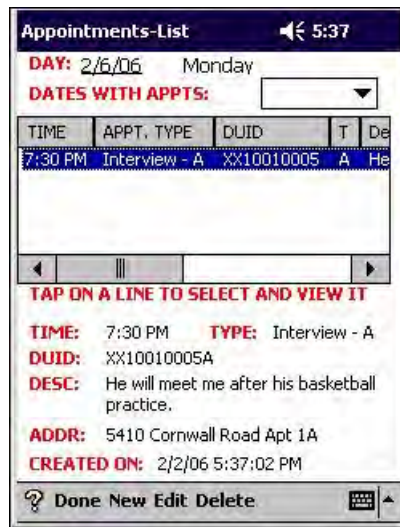 Appointments-List 5:37
DAY: 2/6/06 Monday
DATES WITH APPTS:
TIME APPT. TYPE DUID T De
7:30 PM Interview - A XX10010005 A He
TAP ON A LINE TO SELECT AND VIEW IT
TIME: 7:30 PM TYPE: Interview - A
DUID: XX10010005A
DESC: He will meet me after his basketball
practice.
ADDR: 5410 Cornwall Road Apt 1A
CREATED ON: 2/2/06 5:37:02 PM
? Done New Edit Delete